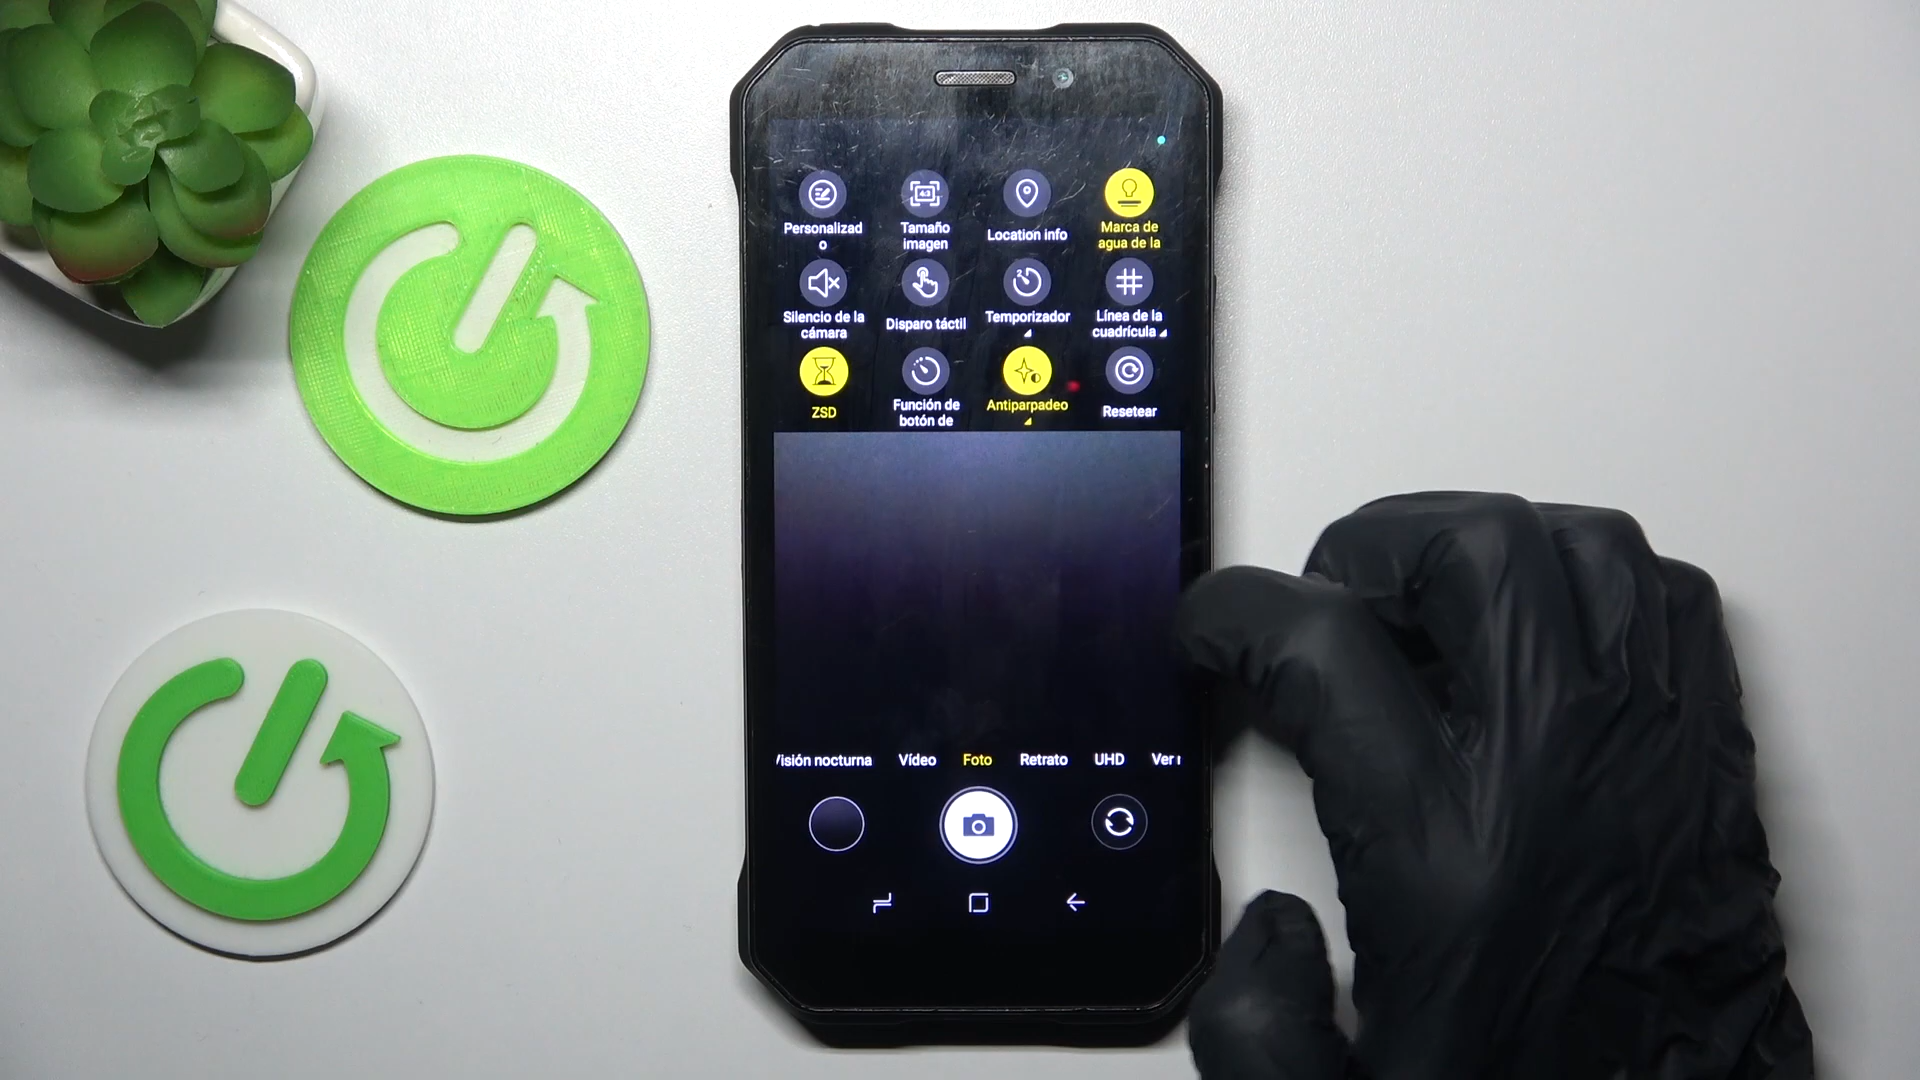 Personalizad
o
Tamaño
imagen
Location info
Marca de
agua de la
Silencio de la
cámara
Disparo táctil
Temporizador
Línea de la
cuadrícula
ZSD
Función de
botón de
Antiparpadeo
Resetear
Visión nocturna
Vídeo
Foto
Retrato
UHD
Ver